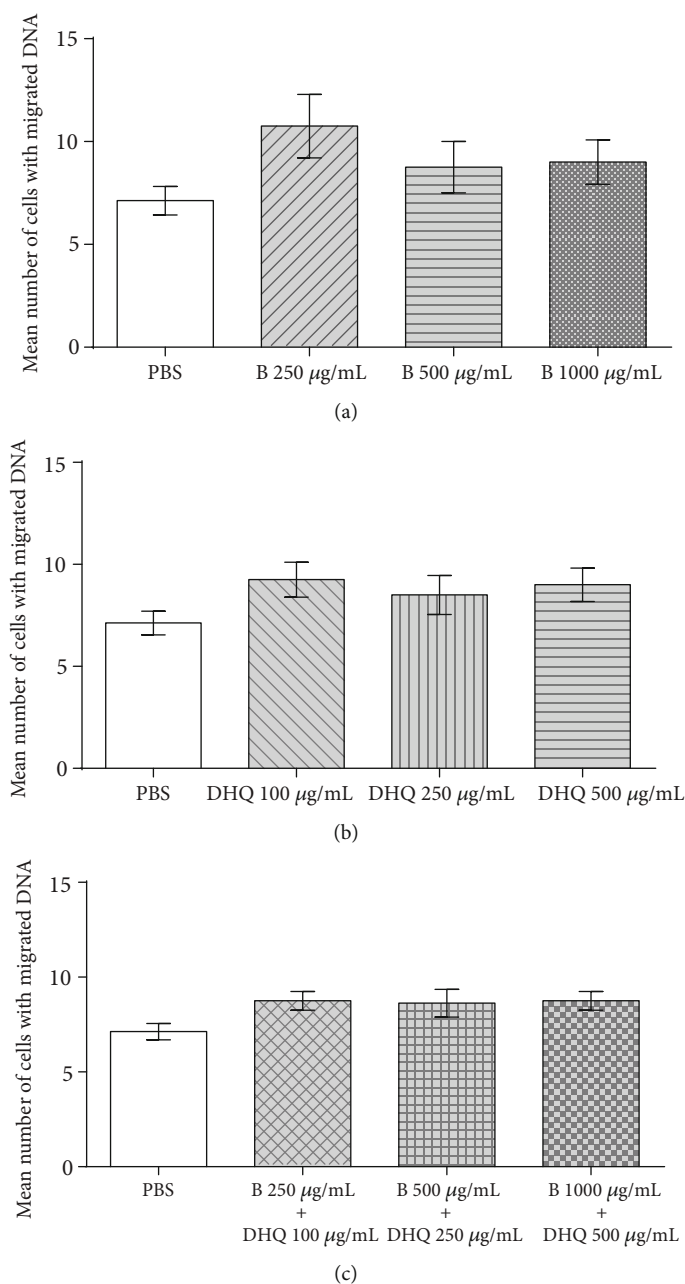 Mean number of cells with migrated DNA
15
10
5
0
PBS
B 250 μg/mL
B 500 μg/mL
B 1000 μg/mL
(a)
Mean number of cells with migrated DNA
15
10
5
0
PBS
DHQ 100 μg/mL
DHQ 250 μg/mL
DHQ 500 μg/mL
(b)
Mean number of cells with migrated DNA
15
10
5
0
PBS
B 250 μg/mL
+
DHQ 100 μg/mL
B 500 μg/mL
+
DHQ 250 μg/mL
B 1000 μg/mL
+
DHQ 500 μg/mL
(c)